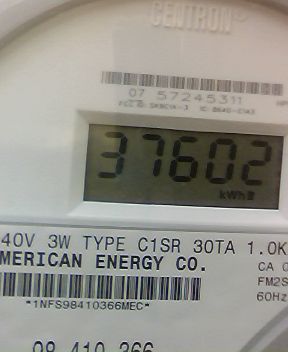 CENTRON
07 57245311
37602
kWh
40V 3W TYPE C1SR 30TA 1.0K
MERICAN ENERGY CO.
CA 0
FM2S
60Hz
*1NFS98410366MEC*
98 410 366